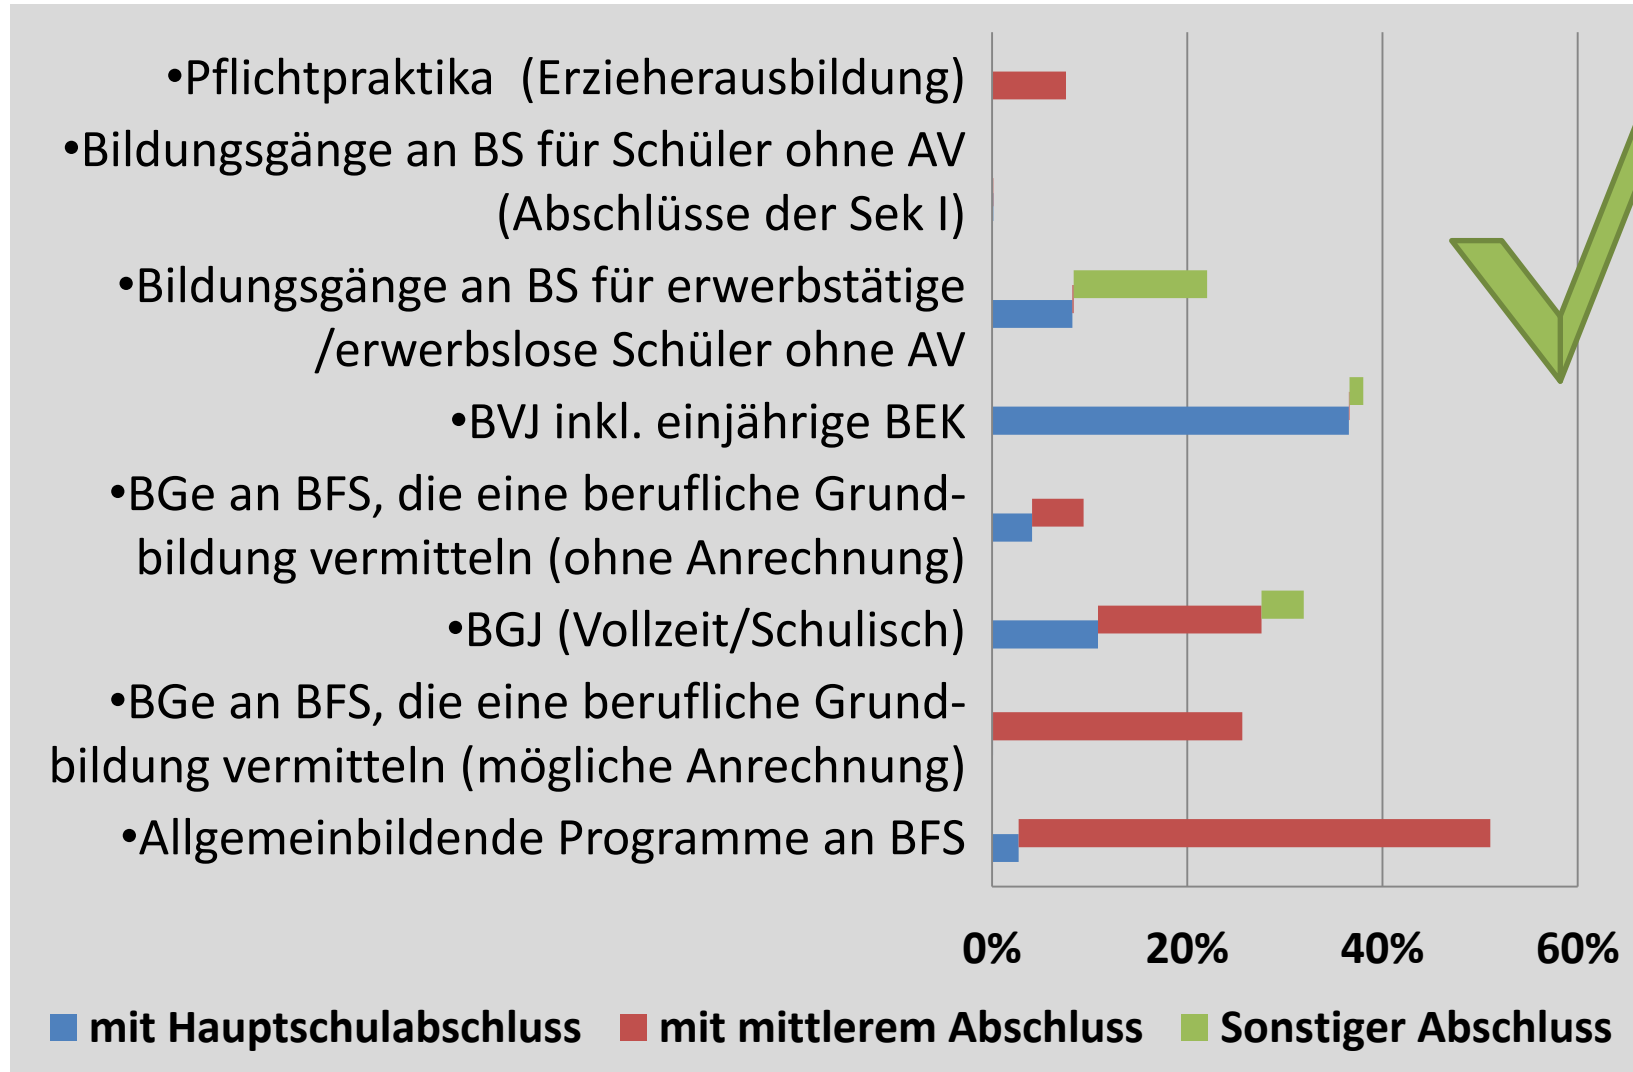 •Pflichtpraktika  (Erzieherausbildung)
•Bildungsgänge an BS für Schüler ohne AV
(Abschlüsse der Sek I)
•Bildungsgänge an BS für erwerbstätige
/erwerbslose Schüler ohne AV
•BVJ inkl. einjährige BEK
•BGe an BFS, die eine berufliche Grund-
bildung vermitteln (ohne Anrechnung)
•BGJ (Vollzeit/Schulisch)
•BGe an BFS, die eine berufliche Grund-
bildung vermitteln (mögliche Anrechnung)
•Allgemeinbildende Programme an BFS
0% 20% 40% 60%
mit Hauptschulabschluss mit mittlerem Abschluss Sonstiger Abschluss